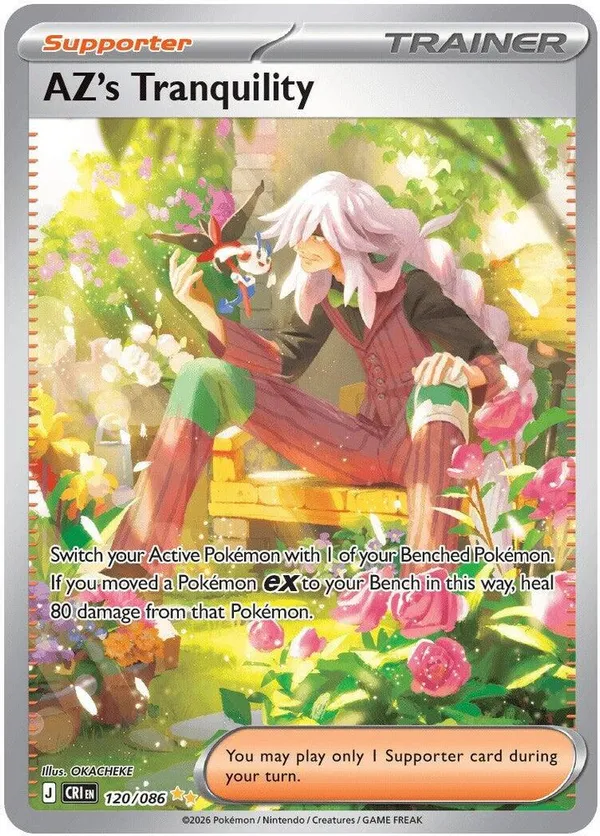 Supporter
TRAINER
AZ's Tranquility
Switch your Active Pokémon with 1 of your Benched Pokémon.
If you moved a Pokémon ex to your Bench in this way, heal
80 damage from that Pokémon.
You may play only 1 Supporter card during
your turn.
Illus. OKACHEKE
J CRI EN 120/086
©2026 Pokémon / Nintendo / Creatures / GAME FREAK